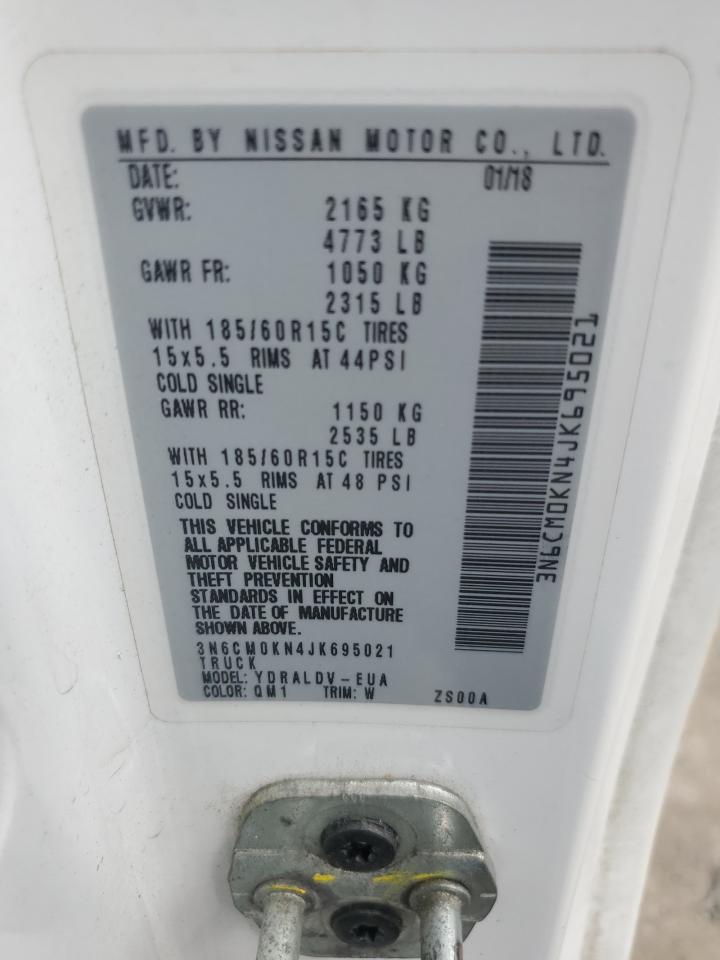 MFD. BY NISSAN MOTOR CO., LTD.
DATE: 01/18
GVWR: 2165 KG
4773 LB
GAWR FR: 1050 KG
2315 LB
WITH 185/60R15C TIRES
15x5.5 RIMS AT 44PSI
COLD SINGLE
GAWR RR: 1150 KG
2535 LB
WITH 185/60R15C TIRES
15x5.5 RIMS AT 48 PSI
COLD SINGLE
THIS VEHICLE CONFORMS TO
ALL APPLICABLE FEDERAL
MOTOR VEHICLE SAFETY AND
THEFT PREVENTION
STANDARDS IN EFFECT ON
THE DATE OF MANUFACTURE
SHOWN ABOVE.
3N6CM0KN4JK695021
TRUCK
MODEL: YDRALDV-EUA
COLOR: QM1 TRIM: W ZS00A
3N6CM0KN4JK695021